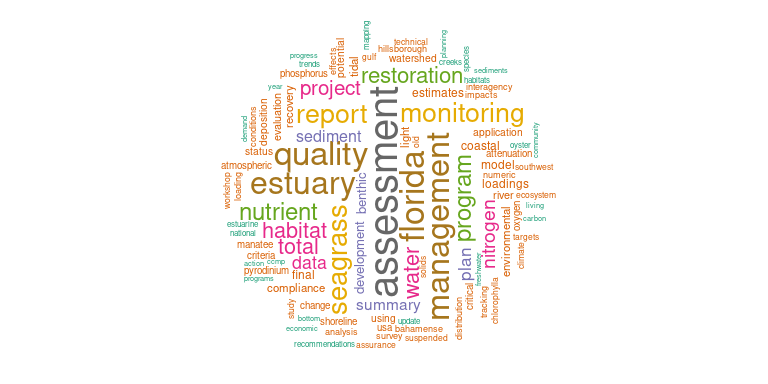 mapping
technical
planning
hillsborough
progress
effects
potential
gulf
watershed
creeks
species
trends
tidal
phosphorus
restoration
sediments
habitats
year
project
estimates
interagency
impacts
recovery
report
assessment
monitoring
demand
conditions
deposition
evaluation
sediment
light
old
application
community
status
quality
coastal
oyster
attenuation
atmospheric
florida
management
program
model
southwest
numeric
workshop
loading
estuary
benthic
loadings
river
ecosystem
nutrient
seagrass
nitrogen
oxygen
living
carbon
estuarine
national
habitat
development
water
environmental
targets
manatee
total
climate
criteria
solids
plan
freshwater
action
ccmp
data
pyrodinium
final
programs
compliance
critical
tracking
chlorophylla
study
change
summary
distribution
bottom
shoreline
using
update
economic
analysis
usa
bahamense
survey
suspended
recommendations
assurance